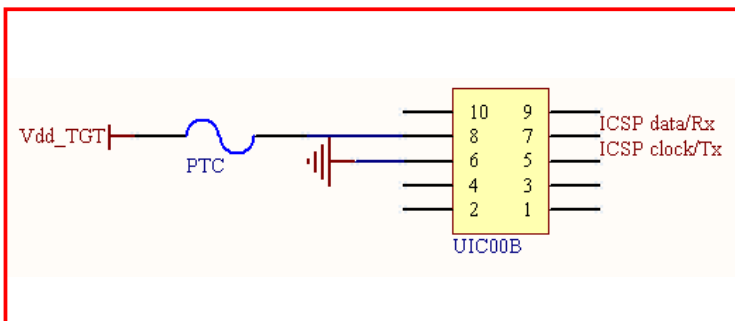 10 9
ICSP data/Rx
Vdd_TGT
8 7
ICSP clock/Tx
PTC
6 5
4 3
2 1
UIC00B